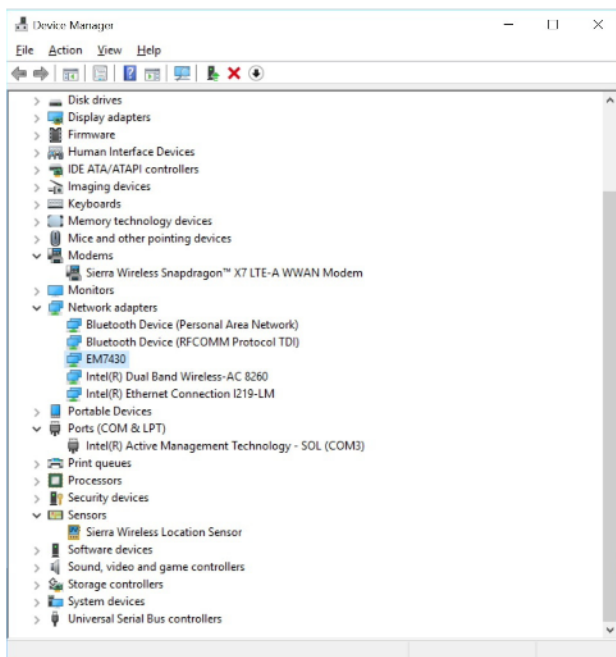 Device Manager
File Action View Help
Disk drives
Display adapters
Firmware
Human Interface Devices
IDE ATA/ATAPI controllers
Imaging devices
Keyboards
Memory technology devices
Mice and other pointing devices
Modems
Sierra Wireless Snapdragon™ X7 LTE-A WWAN Modem
Monitors
Network adapters
Bluetooth Device (Personal Area Network)
Bluetooth Device (RFCOMM Protocol TDI)
EM7430
Intel(R) Dual Band Wireless-AC 8260
Intel(R) Ethernet Connection I219-LM
Portable Devices
Ports (COM & LPT)
Intel(R) Active Management Technology - SOL (COM3)
Print queues
Processors
Security devices
Sensors
Sierra Wireless Location Sensor
Software devices
Sound, video and game controllers
Storage controllers
System devices
Universal Serial Bus controllers